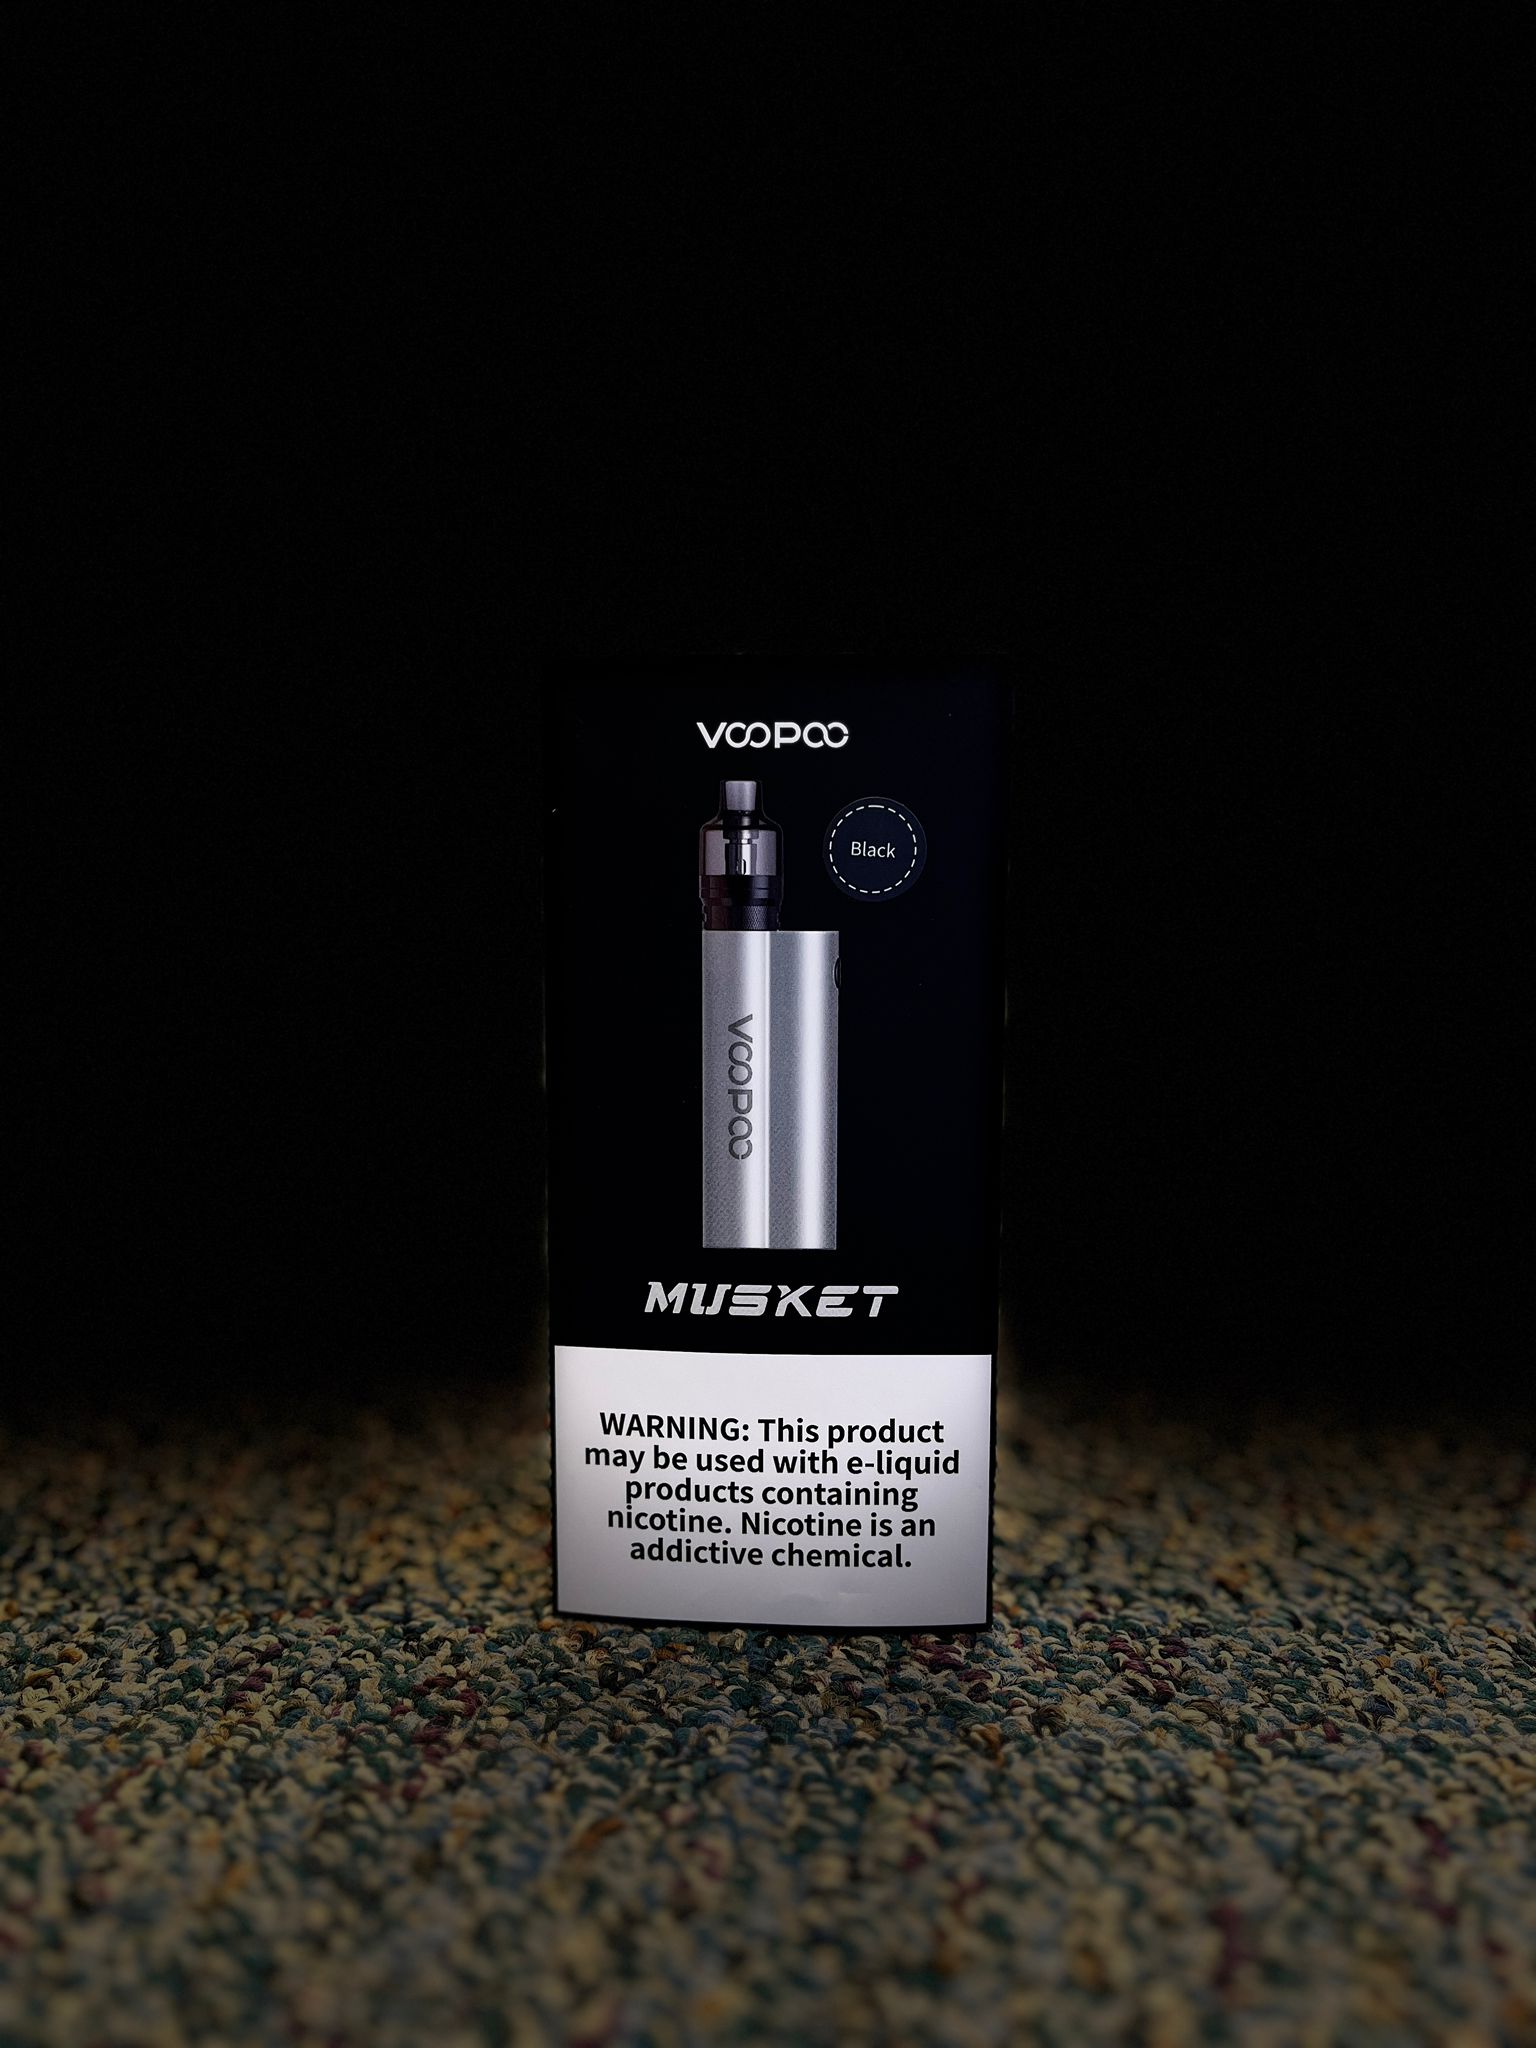 VOOPOO
Black
VOOPOO
MUSKET
WARNING: This product
may be used with e-liquid
products containing
nicotine. Nicotine is an
addictive chemical.